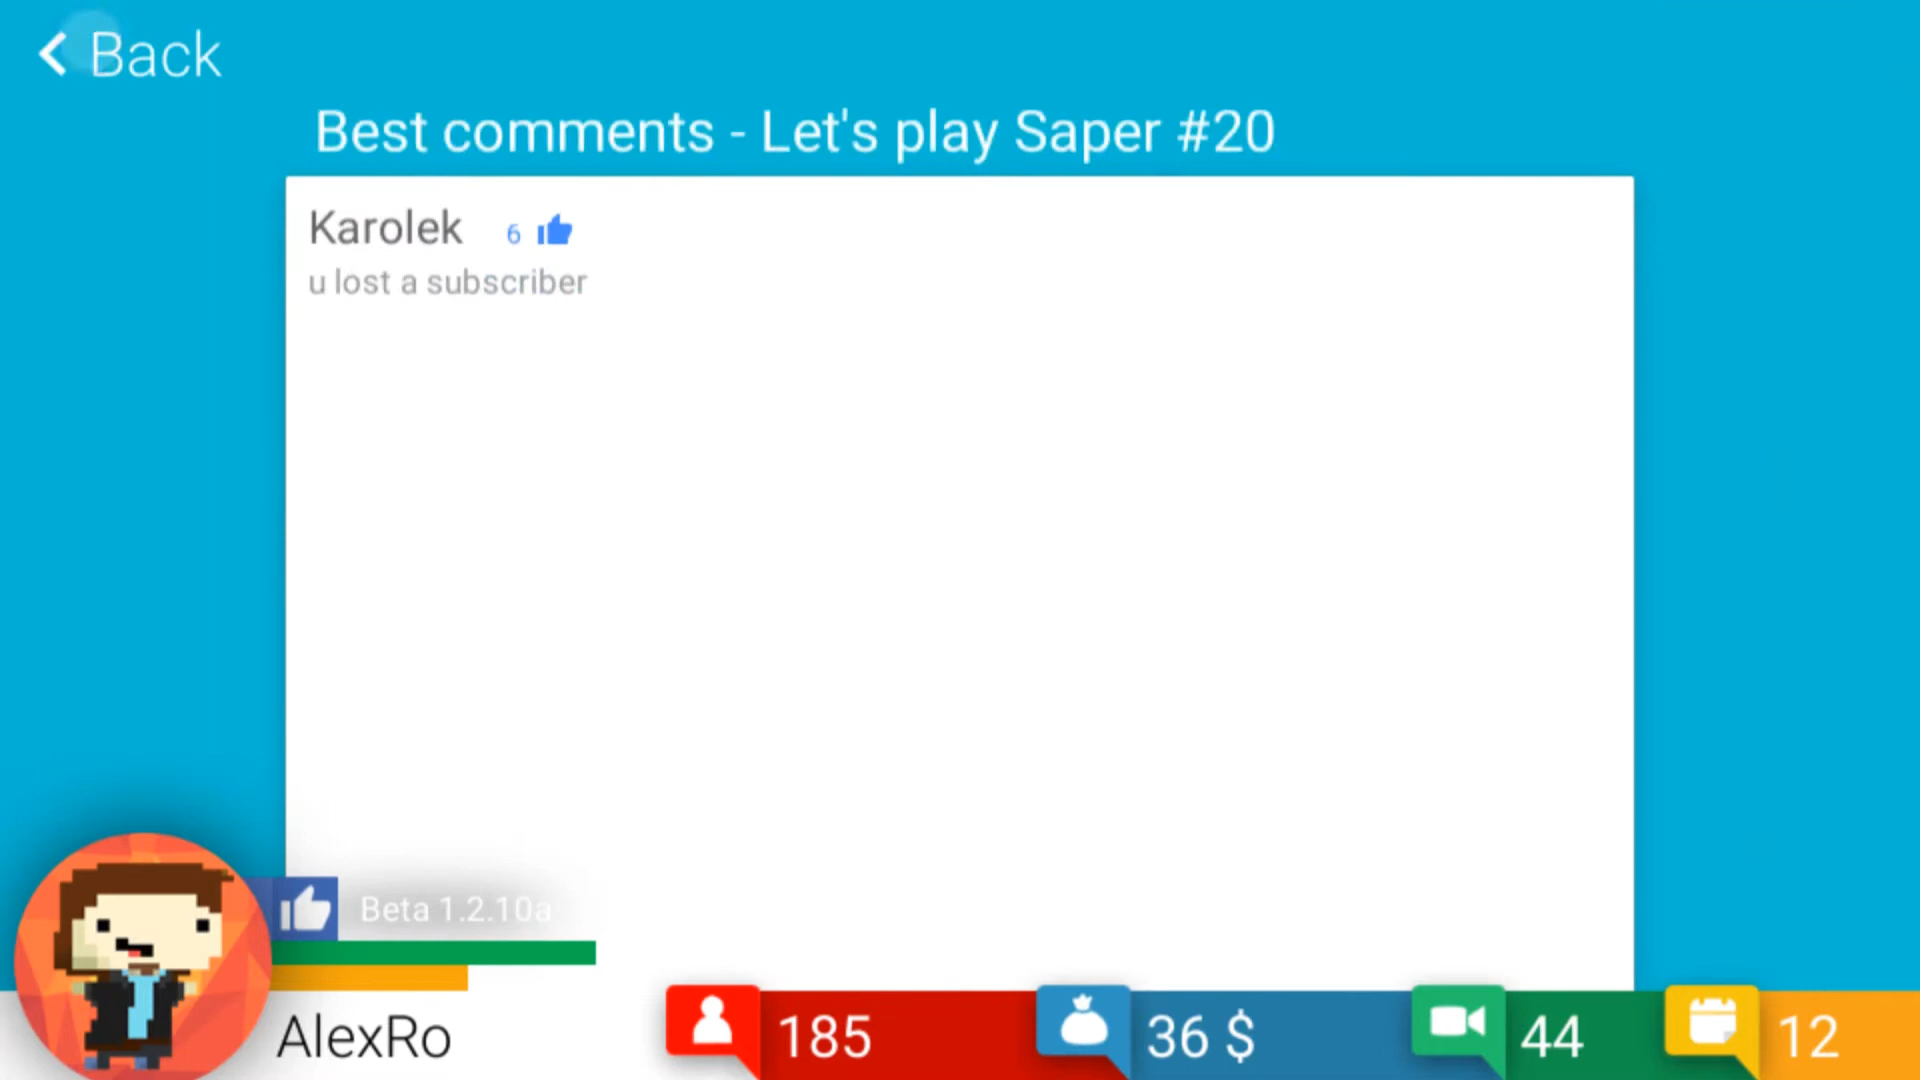 Back
Best comments - Let's play Saper #20
Karolek 6
u lost a subscriber
Beta 1.2.10a
AlexRo
185
36 $
44
12